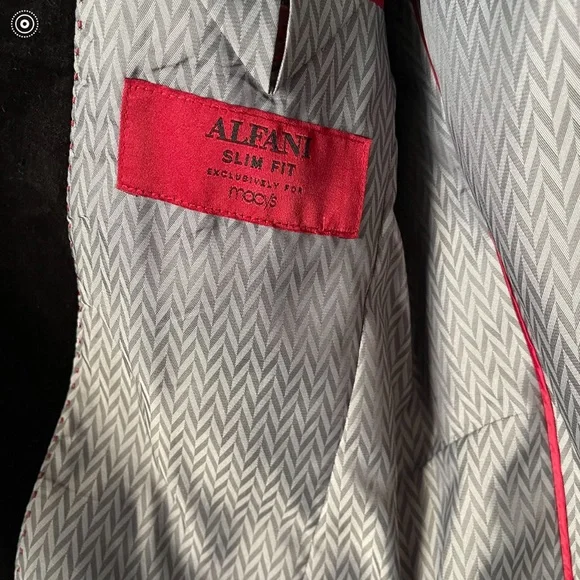 ALFANI
SLIM FIT
EXCLUSIVELY FOR
macy's